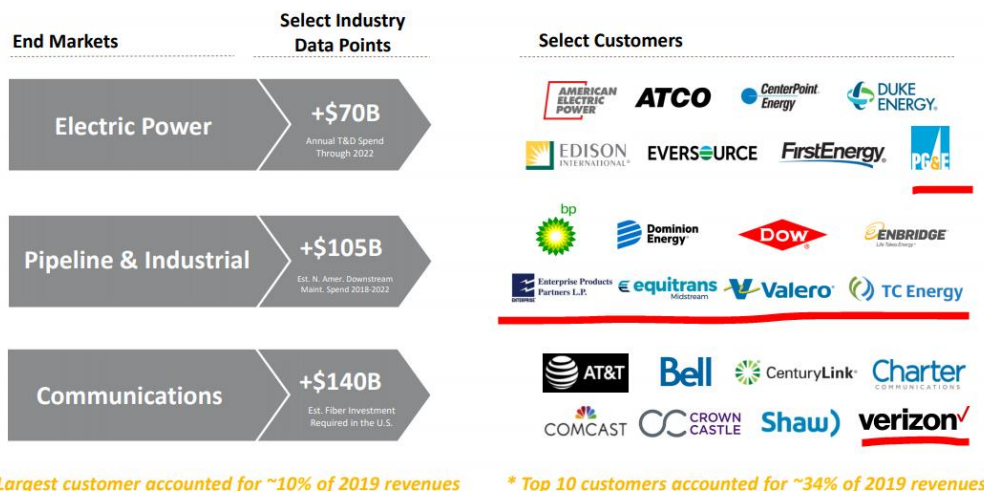 End Markets
Select Industry
Data Points
Select Customers
Electric Power
+$70B
Annual T&D Spend
Through 2022
AMERICAN
ELECTRIC
POWER
ATCO
CenterPoint
Energy
DUKE
ENERGY®
EDISON
INTERNATIONAL®
EVERSOURCE
FirstEnergy®
PG&E
Pipeline & Industrial
+$105B
Est. N. Amer. Downstream
Maint. Spend 2018-2022
bp
Dominion
Energy®
Dow
ENBRIDGE
Life Takes Energy®
ENTERPRISE
Enterprise Products
Partners L.P.
equitrans
Midstream
Valero
TC Energy
Communications
+$140B
Est. Fiber Investment
Required in the U.S.
AT&T
Bell
CenturyLink®
Charter
COMMUNICATIONS
COMCAST
CROWN
CASTLE
Shaw)
verizon✓
Largest customer accounted for ~10% of 2019 revenues
* Top 10 customers accounted for ~34% of 2019 revenues